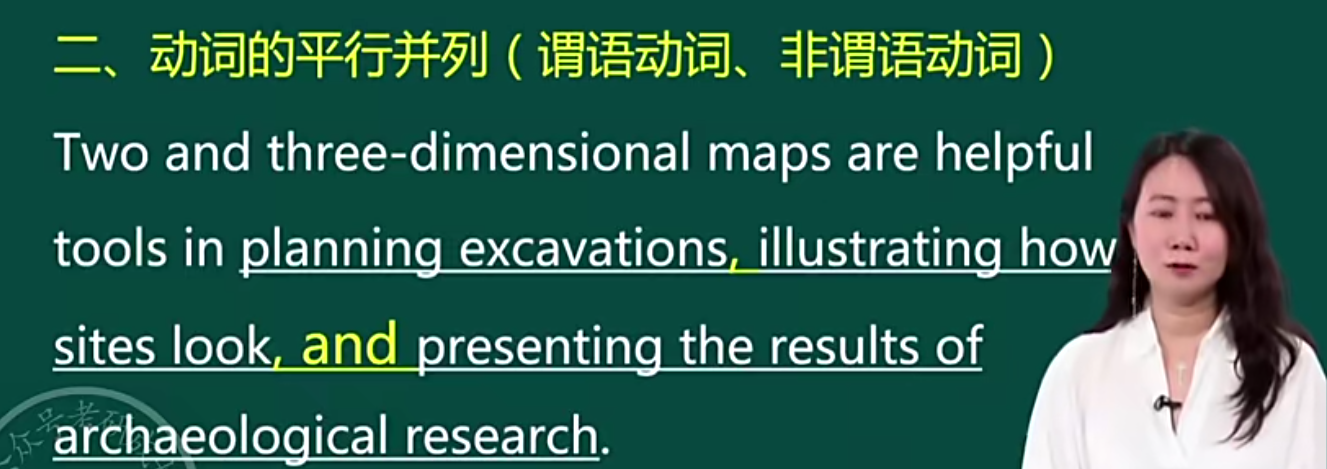 二、动词的平行并列（谓语动词、非谓语动词）
Two and three-dimensional maps are helpful
tools in planning excavations, illustrating how
sites look, and presenting the results of
archaeological research.